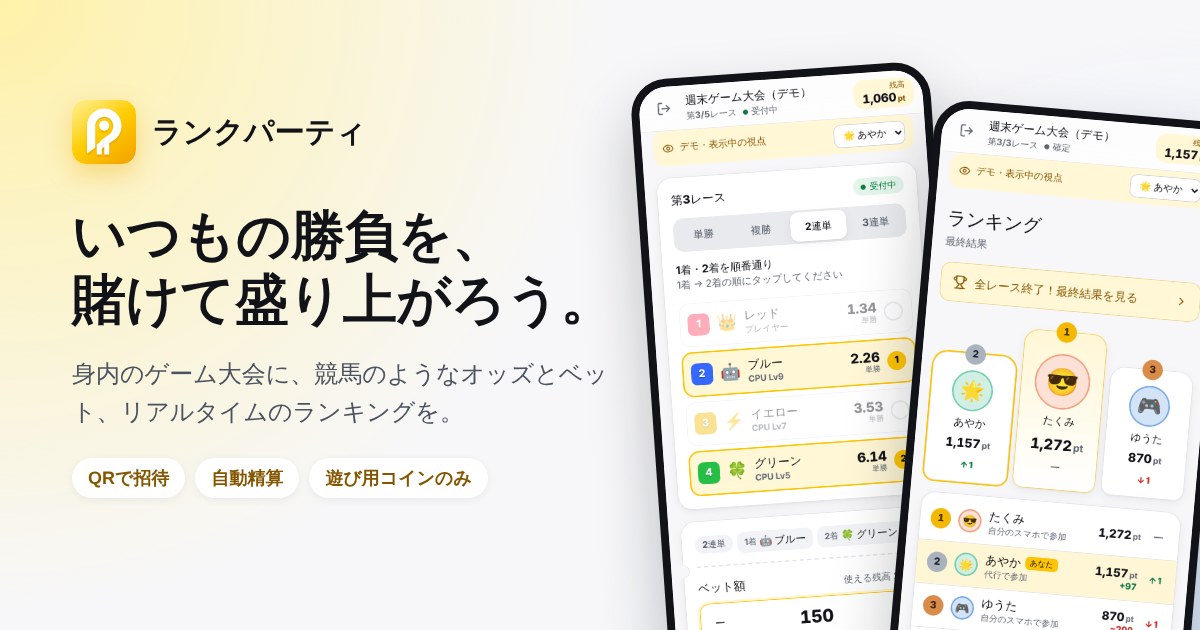 ランクパーティ
いつもの勝負を、
賭けて盛り上がろう。
身内のゲーム大会に、競馬のようなオッズとベッ
ト、リアルタイムのランキングを。
QRで招待 自動精算 遊び用コインのみ
週末ゲーム大会（デモ）
第3/5レース ● 受付中
残高
1,060 pt
デモ・表示中の視点
🌟 あやか
第3レース
● 受付中
単勝 複勝 2連単 3連単
1着・2着を順番通り
1着 → 2着の順にタップしてください
1 👑 レッド 1.34
プレイヤー 単勝
2 🤖 ブルー 2.26 1
CPU Lv9 単勝
3 ⚡ イエロー 3.53
CPU Lv7 単勝
4 🍀 グリーン 6.14 2
CPU Lv5 単勝
2連単 1着 🤖 ブルー 2着 🍀 グリーン
ベット額 使える残高
− 150
週末ゲーム大会（デモ）
第3/3レース ● 確定
1,157
デモ・表示中の視点
🌟 あやか
ランキング
最終結果
全レース終了！最終結果を見る
2
あやか
1,157 pt
↑1
1
たくみ
1,272 pt
—
3
ゆうた
870 pt
↓1
1 たくみ 1,272 pt —
自分のスマホで参加
2 あやか あなた 1,157 pt ↑1
代行で参加 +97
3 ゆうた 870 pt ↓1
自分のスマホで参加